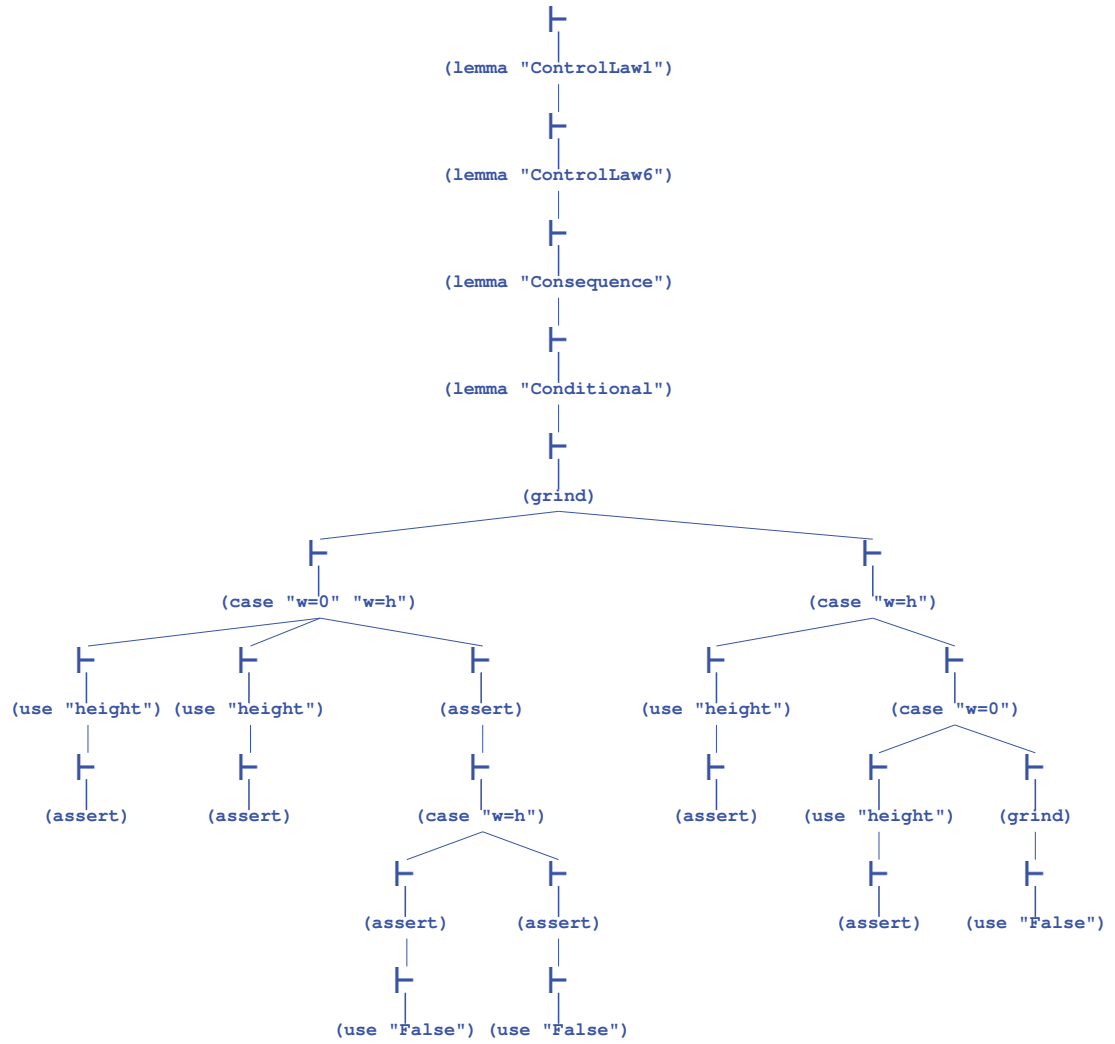 (lemma "ControlLaw1")
(lemma "ControlLaw6")
(lemma "Consequence")
(lemma "Conditional")
(grind)
(case "w=0" "w=h") (case "w=h")
(use "height") (use "height") (assert) (use "height") (case "w=0")
(assert) (assert) (case "w=h") (assert) (use "height") (grind)
(assert) (assert) (assert) (use "False")
(use "False") (use "False")